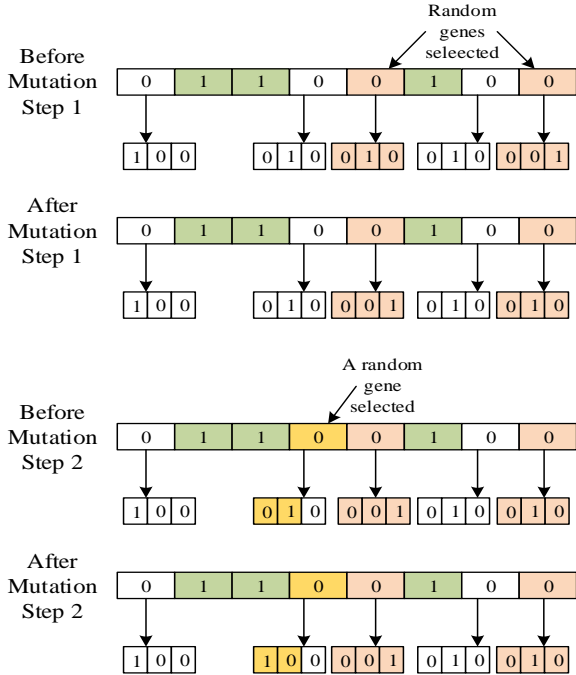 Random
genes
seleected
Before
Mutation
Step 1
0 1 1 0 0 1 0 0
1 0 0 0 1 0 0 1 0 0 1 0 0 0 1
After
Mutation
Step 1
0 1 1 0 0 1 0 0
1 0 0 0 1 0 0 0 1 0 1 0 0 1 0
A random
gene
selected
Before
Mutation
Step 2
0 1 1 0 0 1 0 0
1 0 0 0 1 0 0 0 1 0 1 0 0 1 0
After
Mutation
Step 2
0 1 1 0 0 1 0 0
1 0 0 1 0 0 0 0 1 0 1 0 0 1 0